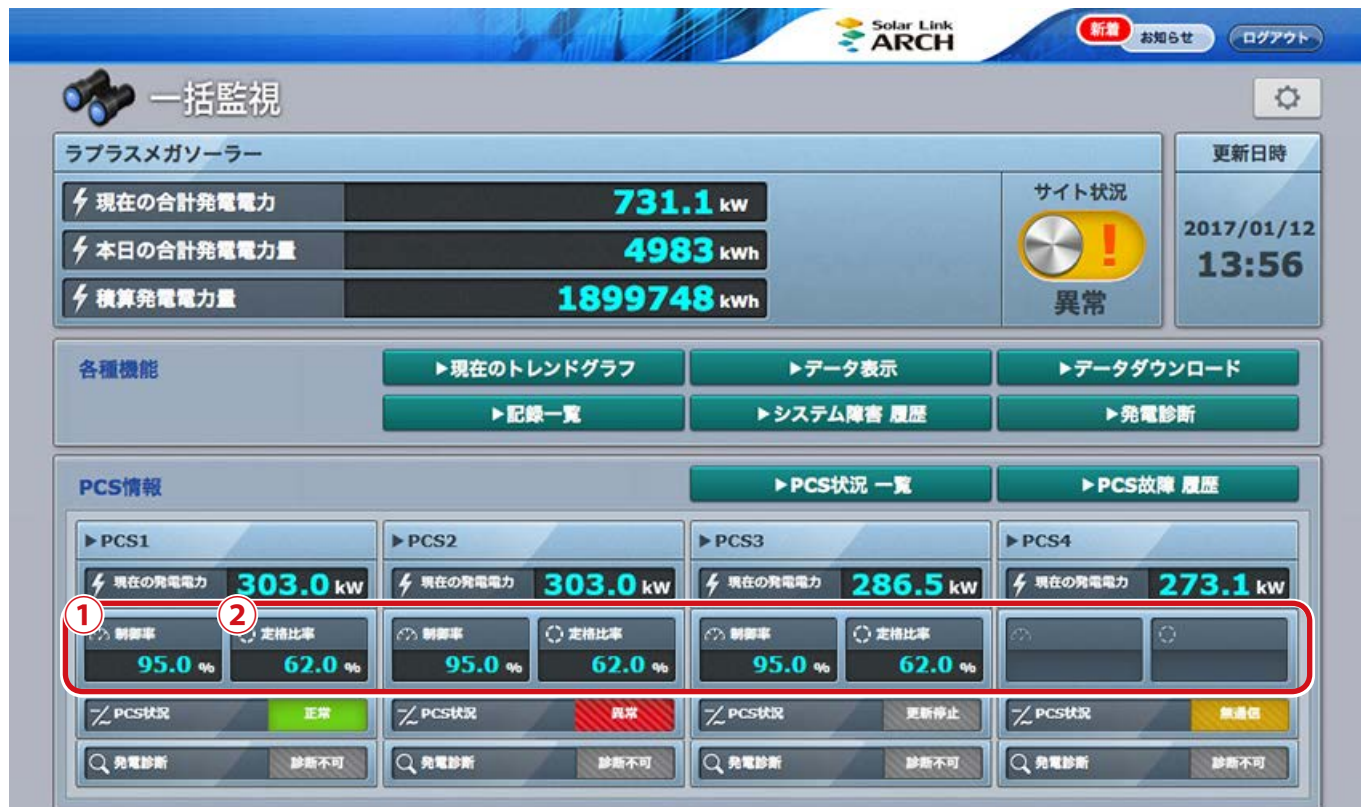 Solar Link
ARCH
新着 お知らせ ログアウト
一括監視
ラプラスメガソーラー
更新日時
現在の合計発電電力 731.1 kW
サイト状況
本日の合計発電電力量 4983 kWh
2017/01/12
13:56
積算発電電力量 1899748 kWh
異常
各種機能 ▶現在のトレンドグラフ ▶データ表示 ▶データダウンロード
▶記録一覧 ▶システム障害 履歴 ▶発電診断
PCS情報 ▶PCS状況 一覧 ▶PCS故障 履歴
▶PCS1 ▶PCS2 ▶PCS3 ▶PCS4
現在の発電電力 303.0 kW 現在の発電電力 303.0 kW 現在の発電電力 286.5 kW 現在の発電電力 273.1 kW
① ②
制御率 定格比率 制御率 定格比率 制御率 定格比率
95.0 % 62.0 % 95.0 % 62.0 % 95.0 % 62.0 %
PCS状況 正常 PCS状況 異常 PCS状況 更新停止 PCS状況 無通信
発電診断 診断不可 発電診断 診断不可 発電診断 診断不可 発電診断 診断不可